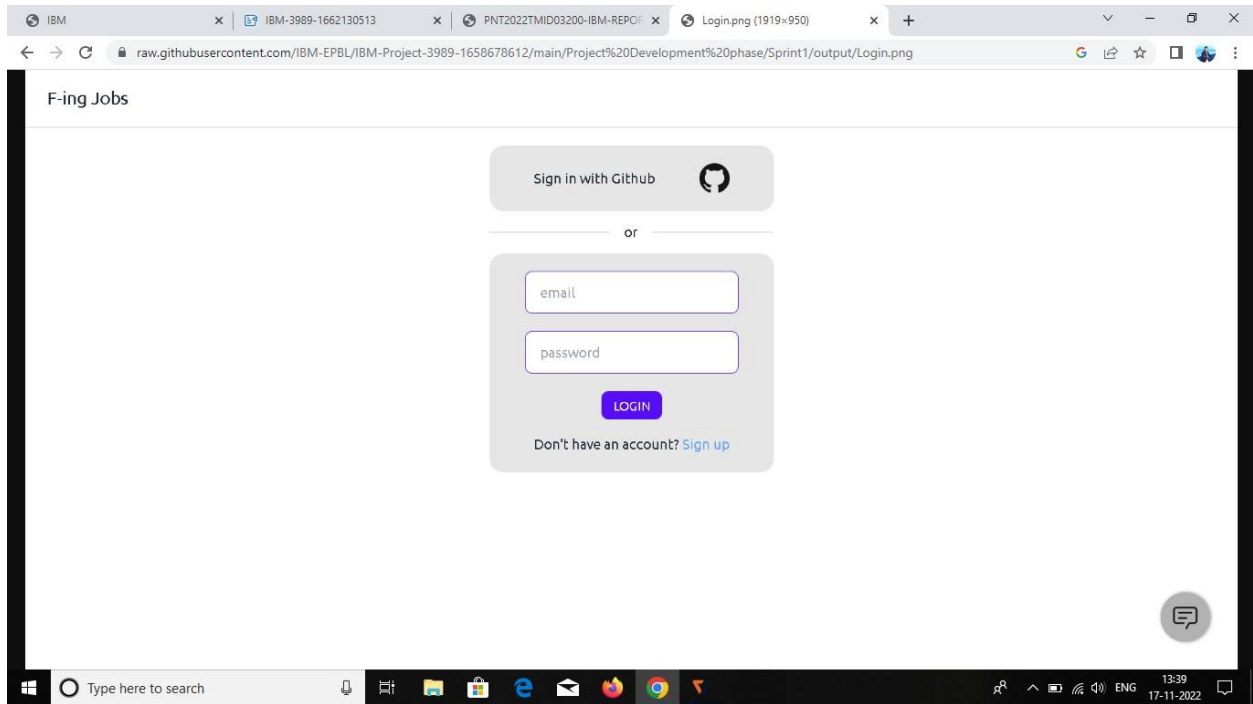 IBM
IBM-3989-1662130513
PNT2022TMID03200-IBM-REPOR
Login.png (1919×950)
raw.githubusercontent.com/IBM-EPBL/IBM-Project-3989-1658678612/main/Project%20Development%20phase/Sprint1/output/Login.png
F-ing Jobs
Sign in with Github
or
email
password
LOGIN
Don't have an account? Sign up
Type here to search
ENG
13:39
17-11-2022